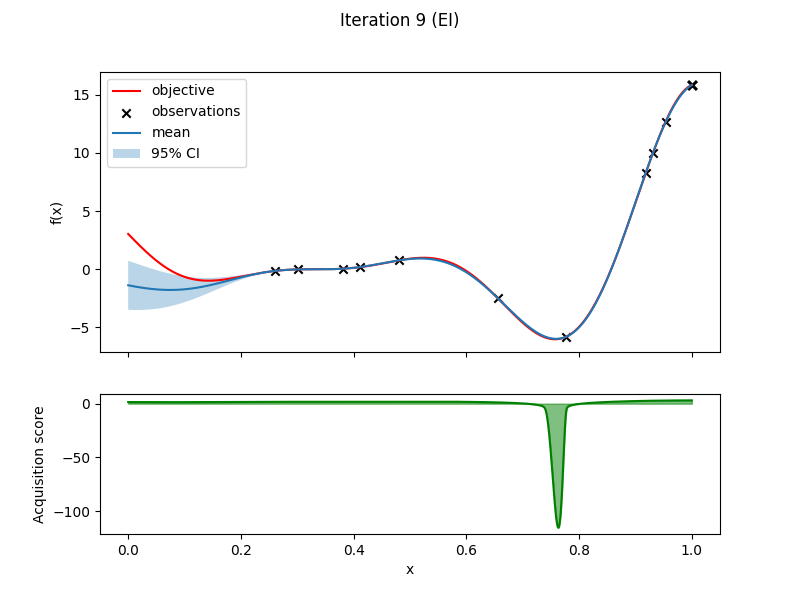 Iteration 9 (EI)
objective
observations
mean
95% CI
15
10
5
0
−5
f(x)
0
−50
−100
Acquisition score
0.0 0.2 0.4 0.6 0.8 1.0
x